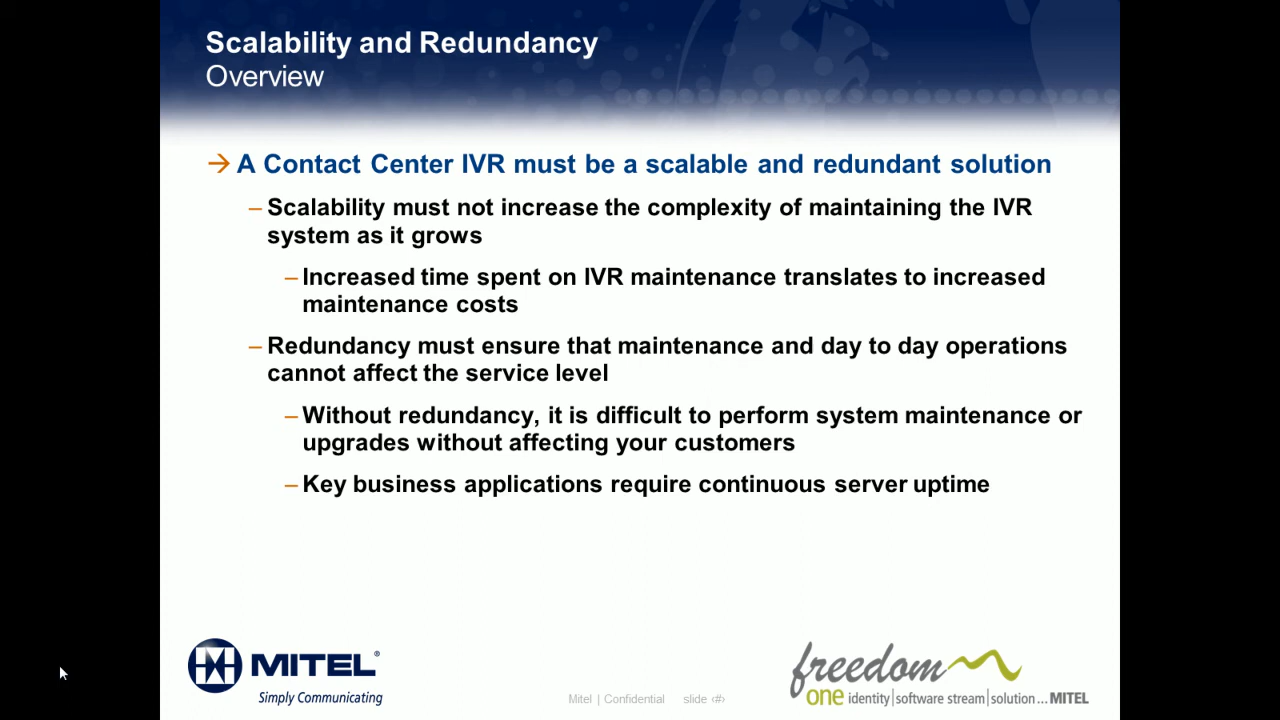 Scalability and Redundancy
Overview
→ A Contact Center IVR must be a scalable and redundant solution
– Scalability must not increase the complexity of maintaining the IVR
system as it grows
– Increased time spent on IVR maintenance translates to increased
maintenance costs
– Redundancy must ensure that maintenance and day to day operations
cannot affect the service level
– Without redundancy, it is difficult to perform system maintenance or
upgrades without affecting your customers
– Key business applications require continuous server uptime
MITEL®
Simply Communicating
Mitel | Confidential slide ‹#›
freedom
one identity|software stream|solution...MITEL